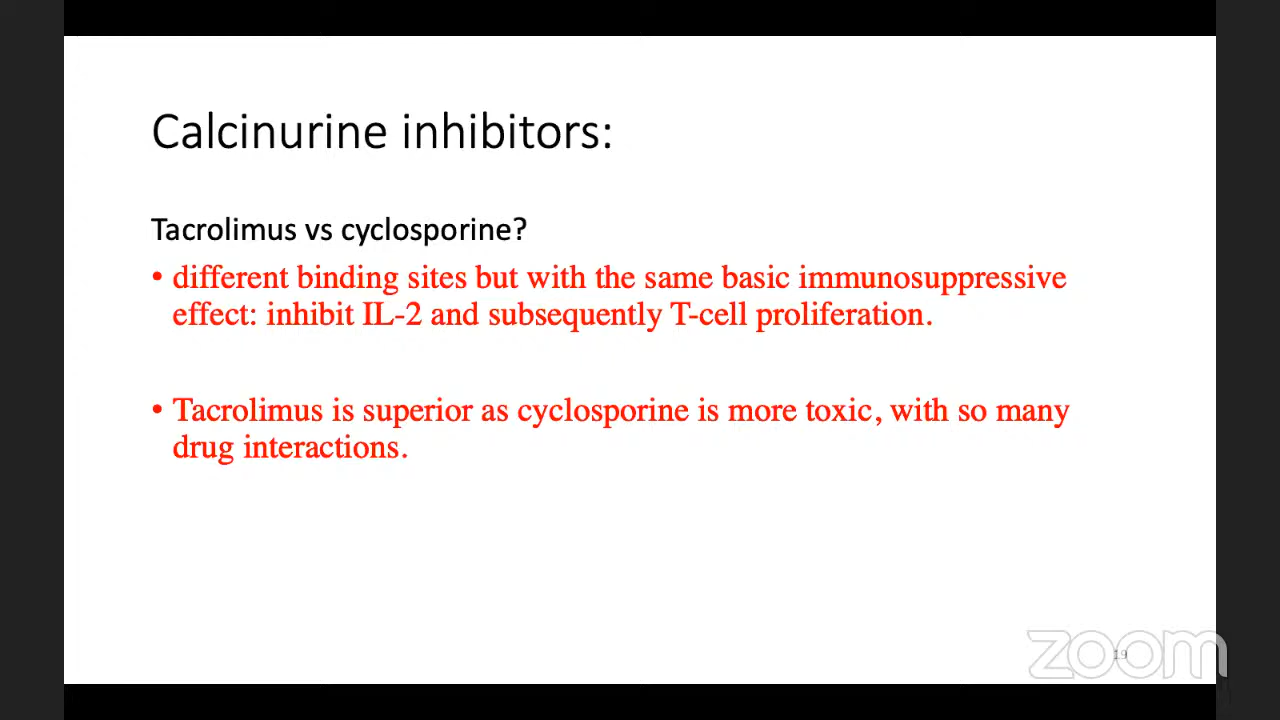 Calcinurine inhibitors:
Tacrolimus vs cyclosporine?
• different binding sites but with the same basic immunosuppressive
effect: inhibit IL-2 and subsequently T-cell proliferation.
• Tacrolimus is superior as cyclosporine is more toxic, with so many
drug interactions.
19
zoom